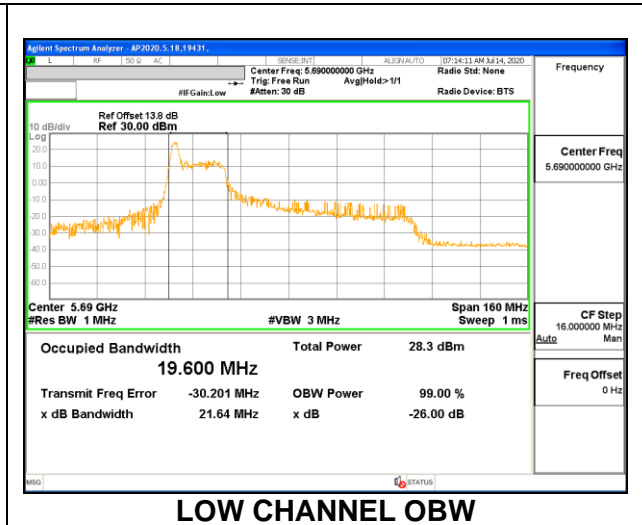 Agilent Spectrum Analyzer - AP2020.5.18,19431,
L RF 50 Ω AC SENSE:INT ALIGNAUTO 07:14:11 AM Jul 14, 2020
Center Freq: 5.690000000 GHz Radio Std: None
Trig: Free Run Avg|Hold:>1/1
#IFGain:Low #Atten: 30 dB Radio Device: BTS
Frequency
Ref Offset 13.8 dB
10 dB/div Ref 30.00 dBm
Log
20.0
10.0
0.00
-10.0
-20.0
-30.0
-40.0
-50.0
-60.0
Center 5.69 GHz Span 160 MHz
#Res BW 1 MHz #VBW 3 MHz Sweep 1 ms
Center Freq
5.690000000 GHz
CF Step
16.000000 MHz
Auto Man
Freq Offset
0 Hz
Occupied Bandwidth Total Power 28.3 dBm
19.600 MHz
Transmit Freq Error -30.201 MHz OBW Power 99.00 %
x dB Bandwidth 21.64 MHz x dB -26.00 dB
MSG STATUS
LOW CHANNEL OBW